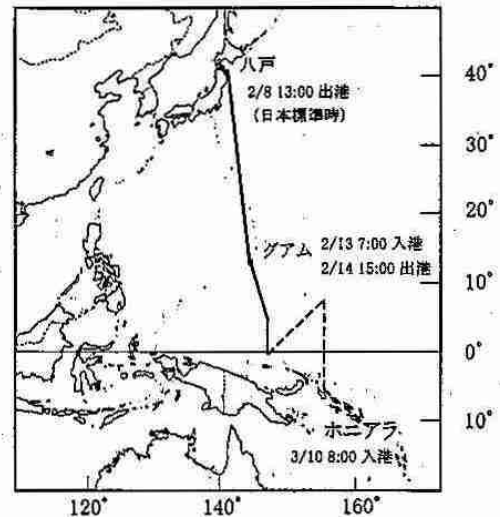 八戸
2/8 13:00 出港
(日本標準時)
40°
30°
20°
グアム 2/13 7:00 入港
2/14 15:00 出港
10°
0°
10°
ホニアラ
3/10 8:00 入港
120°
140°
160°